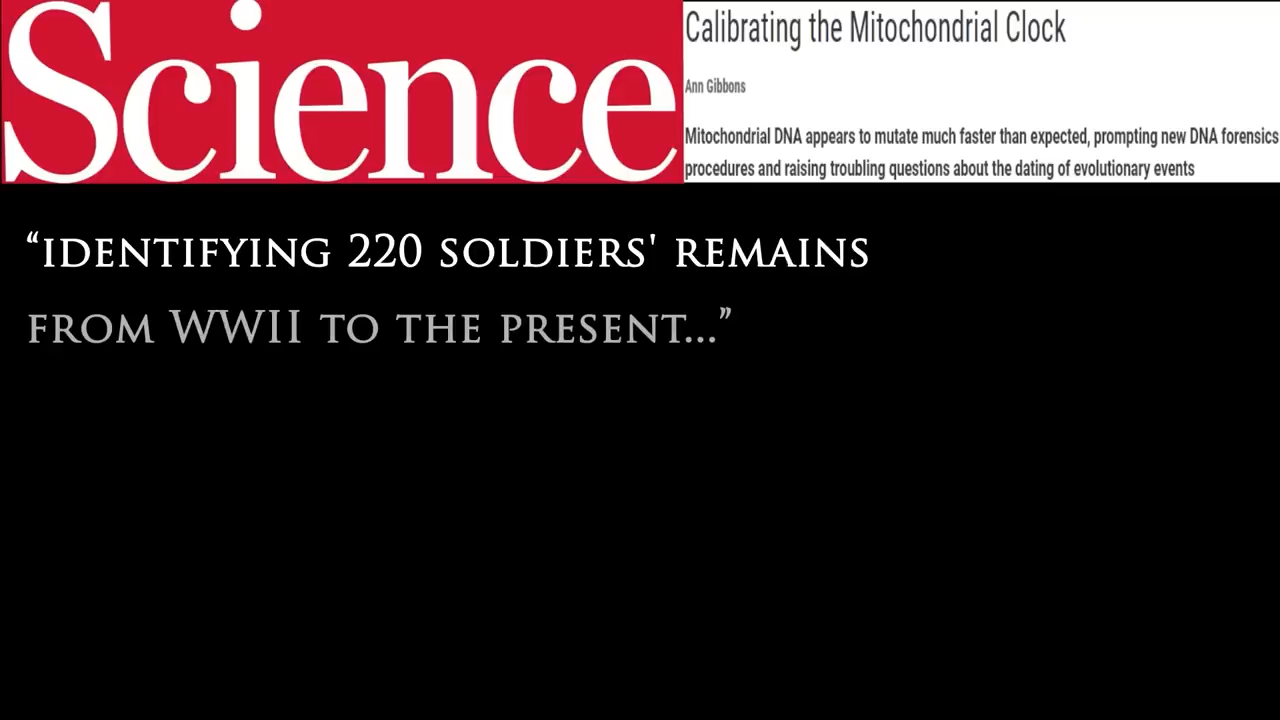 Science
Calibrating the Mitochondrial Clock
Ann Gibbons
Mitochondrial DNA appears to mutate much faster than expected, prompting new DNA forensics
procedures and raising troubling questions about the dating of evolutionary events
“IDENTIFYING 220 SOLDIERS' REMAINS
FROM WWII TO THE PRESENT...”